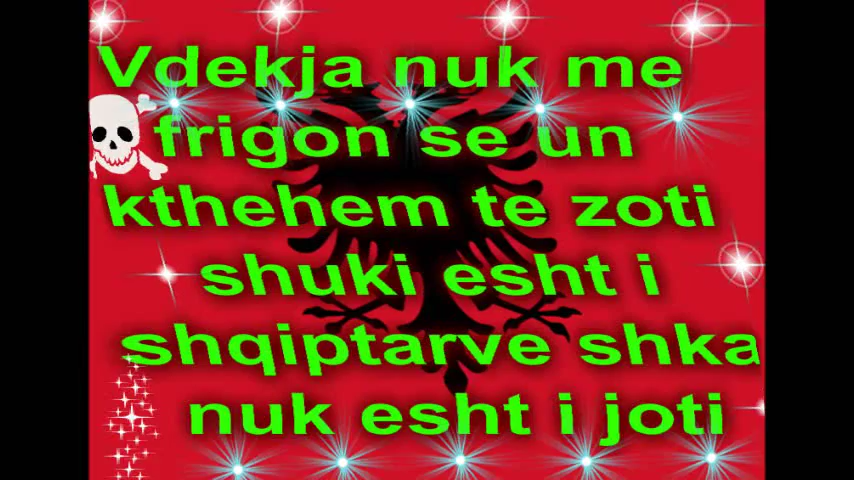 Vdekja nuk me
frigon se un
kthehem te zoti
shuki esht i
shqiptarve shka
nuk esht i joti